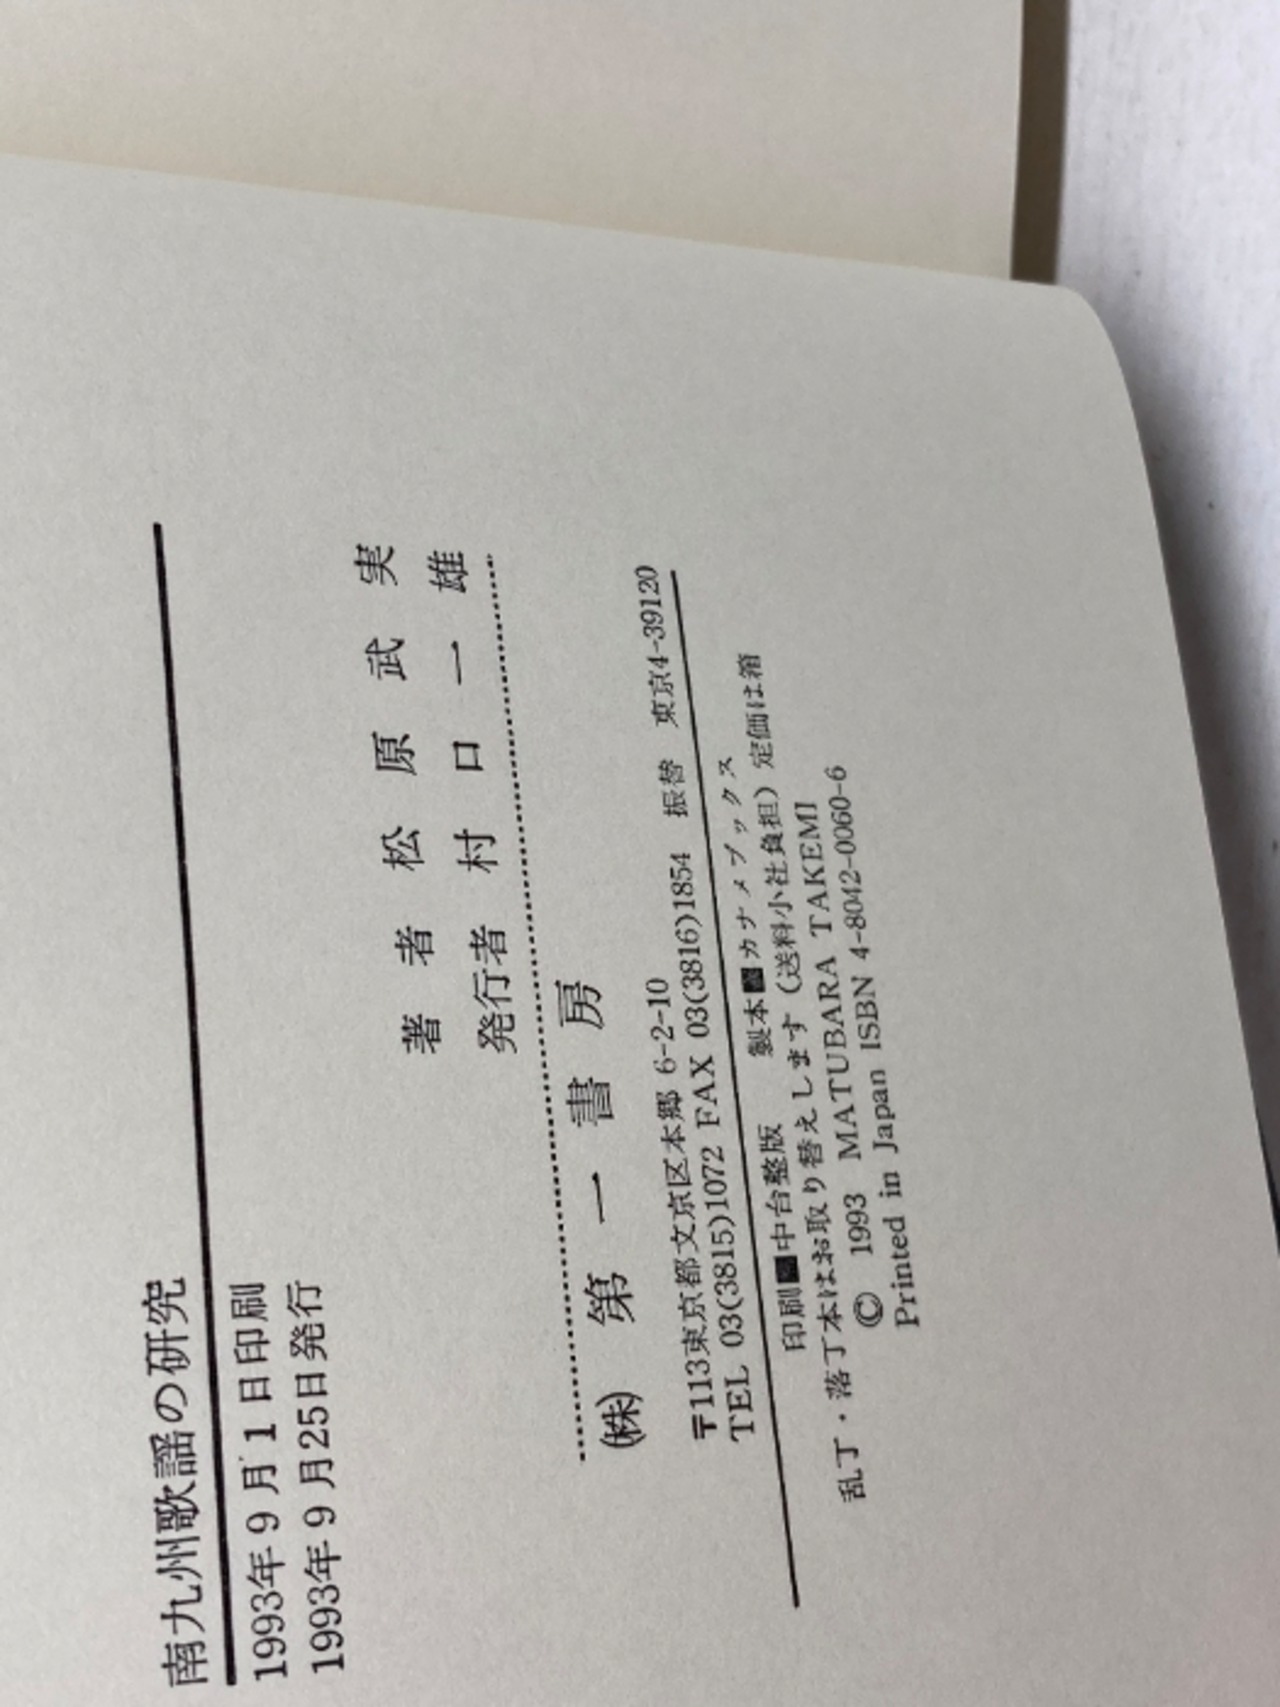 南九州歌謡の研究
1993年9月1日印刷
1993年9月25日発行
著者 松原武実
発行者 村口一雄
㈱ 第一書房
〒113東京都文京区本郷 6-2-10
TEL 03(3815)1072 FAX 03(3816)1854 振替 東京4-39120
印刷■中台整版 製本■カナメブックス
乱丁・落丁本はお取り替えします（送料小社負担）定価は箱
© 1993 MATUBARA TAKEMI
Printed in Japan ISBN 4-8042-0060-6